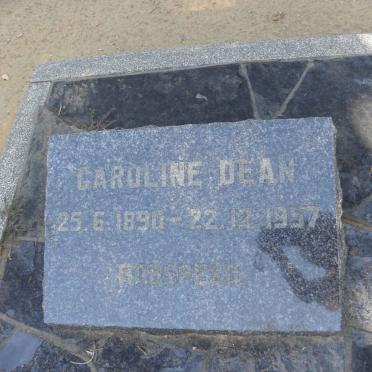 CAROLINE DEAN
25.6.1890-22.12.1957
GODSPEED